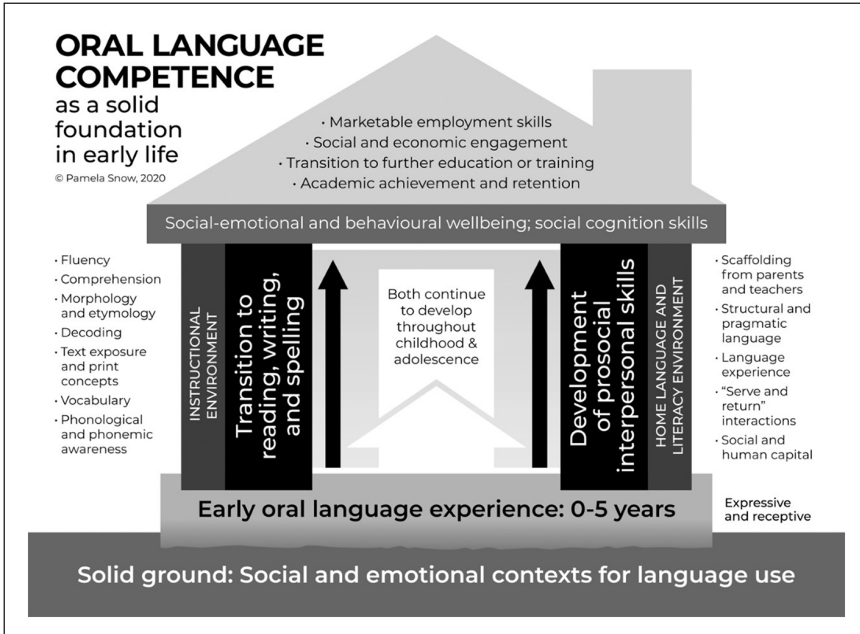 ORAL LANGUAGE
COMPETENCE
as a solid
foundation
in early life
© Pamela Snow, 2020
· Marketable employment skills
· Social and economic engagement
· Transition to further education or training
· Academic achievement and retention
Social-emotional and behavioural wellbeing; social cognition skills
· Fluency
· Comprehension
· Morphology
and etymology
· Decoding
· Text exposure
and print
concepts
· Vocabulary
· Phonological
and phonemic
awareness
INSTRUCTIONAL
ENVIRONMENT
Transition to
reading, writing,
and spelling
Both continue
to develop
throughout
childhood &
adolescence
Development
of prosocial
interpersonal skills
HOME LANGUAGE AND
LITERACY ENVIRONMENT
· Scaffolding
from parents
and teachers
· Structural and
pragmatic
language
· Language
experience
· “Serve and
return”
interactions
· Social and
human capital
Early oral language experience: 0-5 years
Expressive
and receptive
Solid ground: Social and emotional contexts for language use